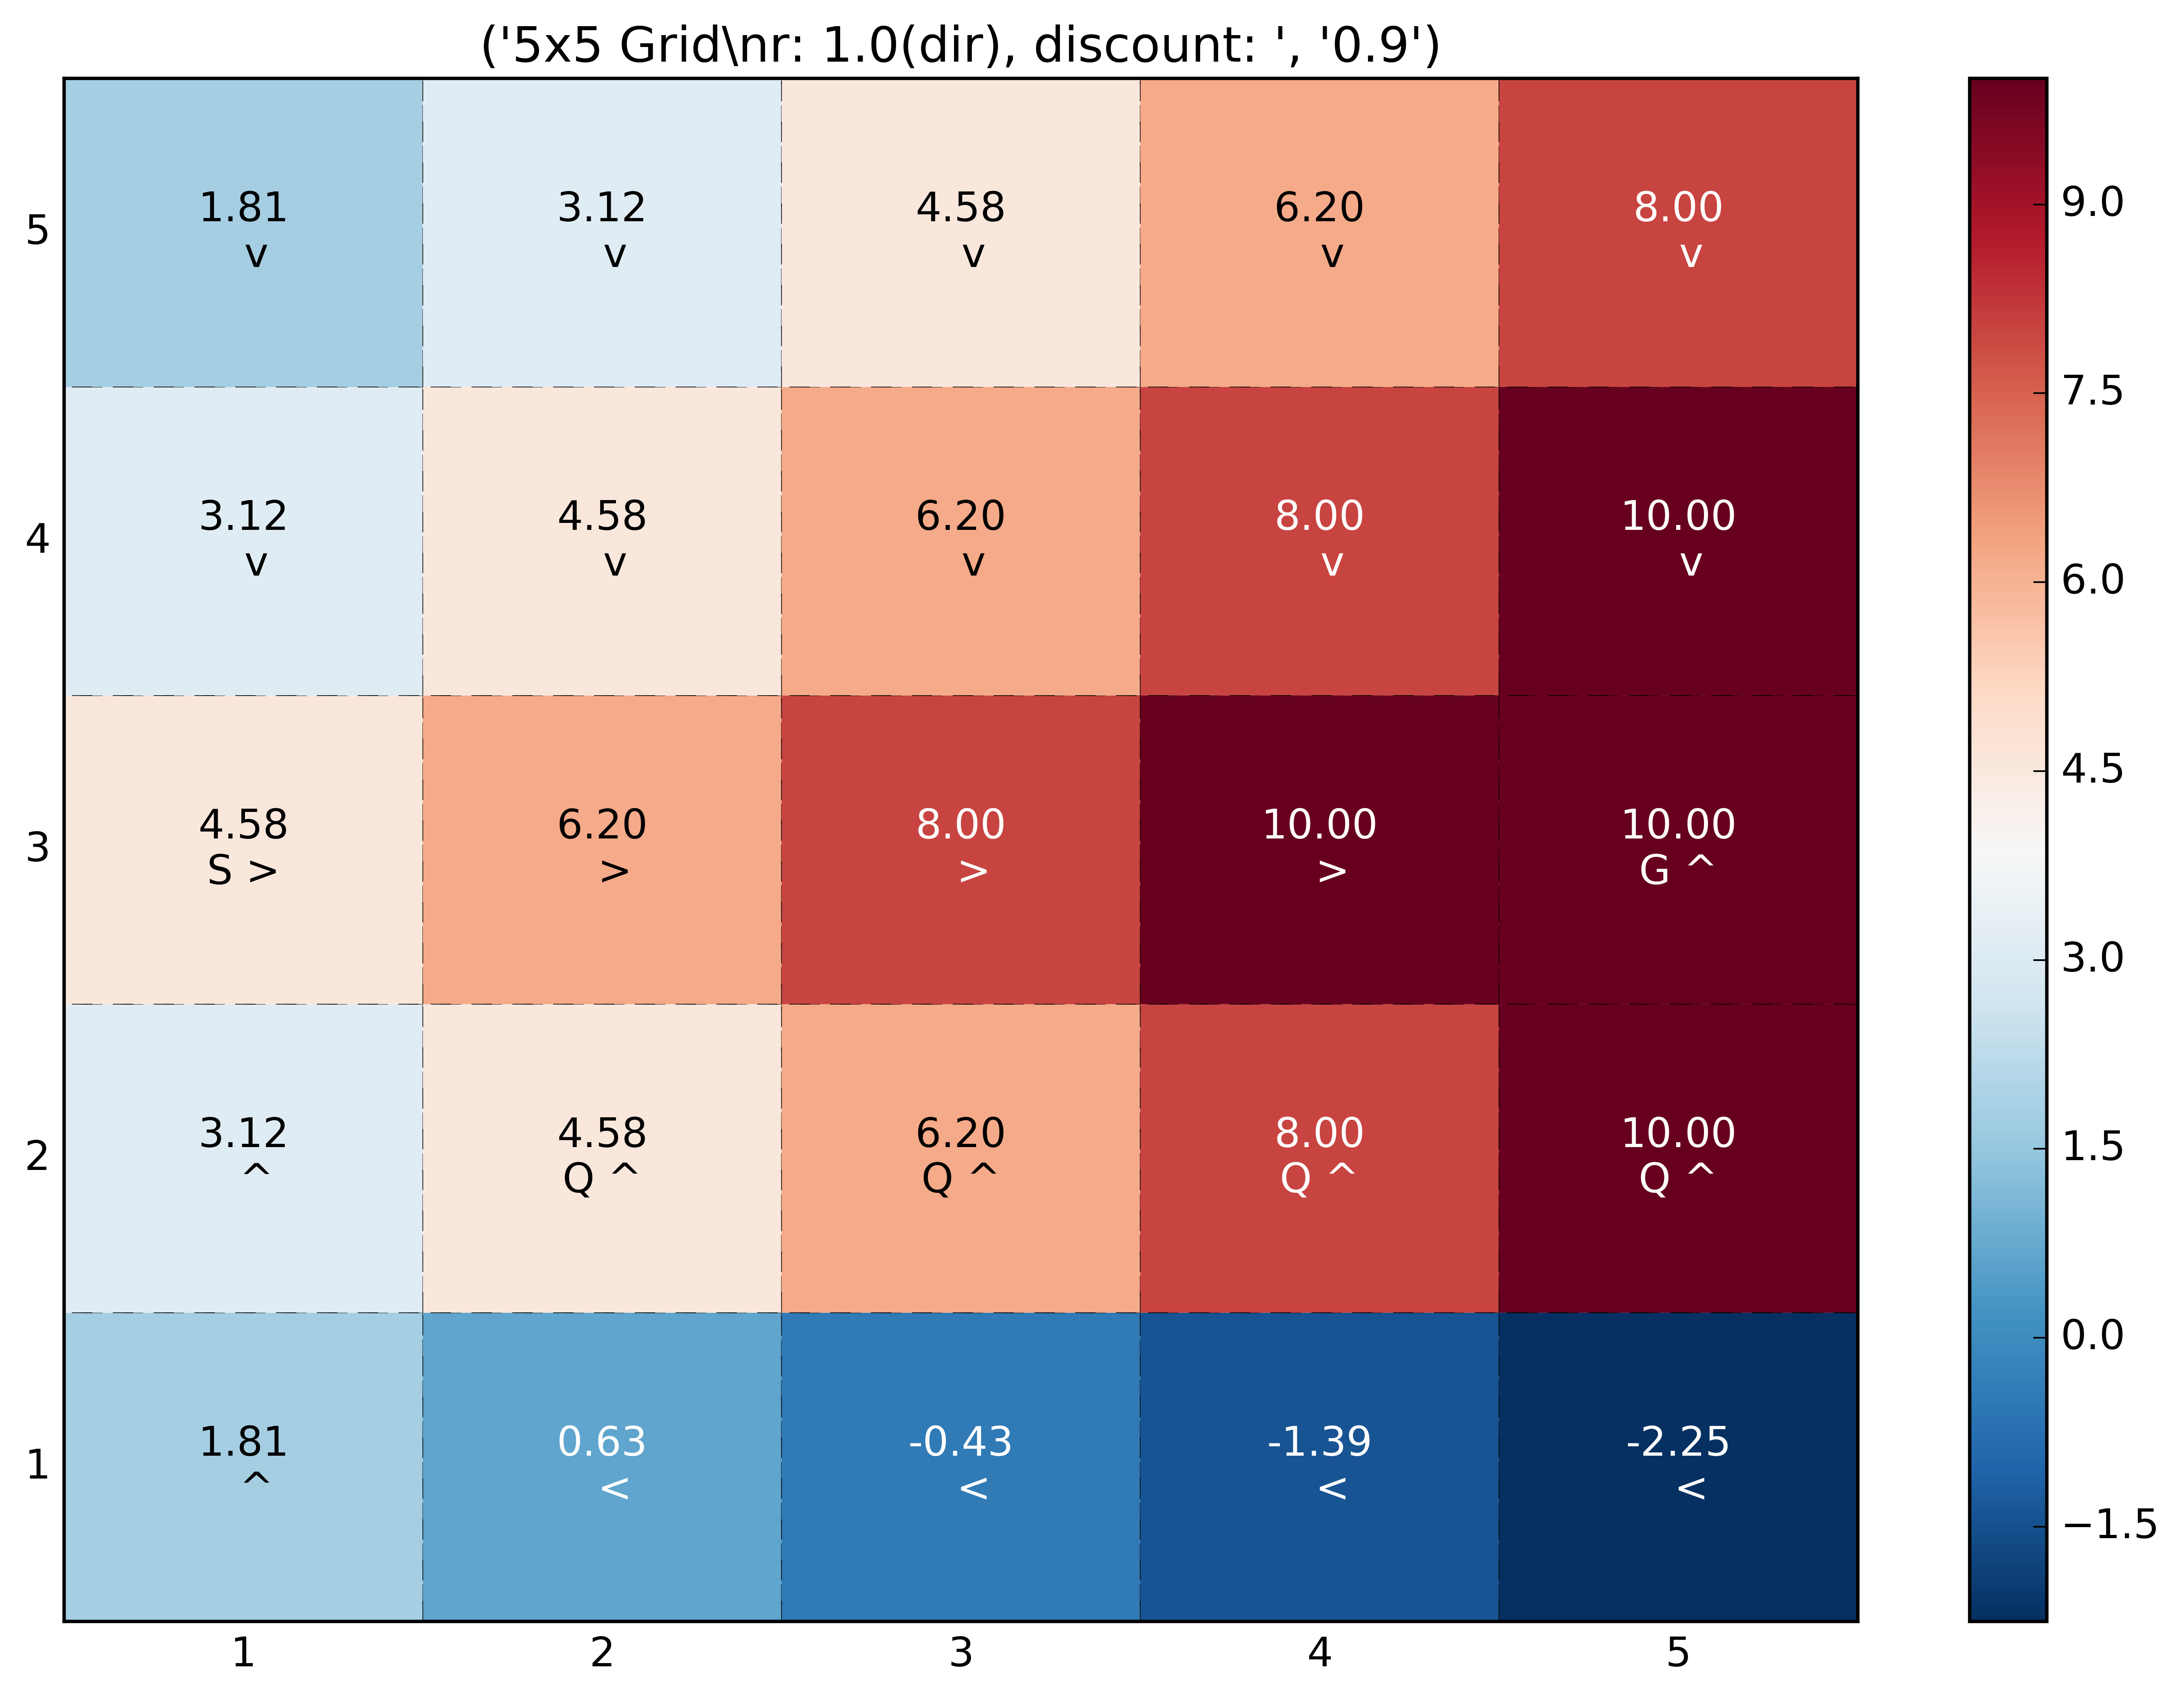 ('5x5 Grid\nr: 1.0(dir), discount: ', '0.9')
5
1.81 3.12 4.58 6.20 8.00
v v v v v
4
3.12 4.58 6.20 8.00 10.00
v v v v v
3
4.58 6.20 8.00 10.00 10.00
S > > > > G ^
2
3.12 4.58 6.20 8.00 10.00
^ Q ^ Q ^ Q ^ Q ^
1
1.81 0.63 -0.43 -1.39 -2.25
^ < < < <
1 2 3 4 5
9.0
7.5
6.0
4.5
3.0
1.5
0.0
−1.5